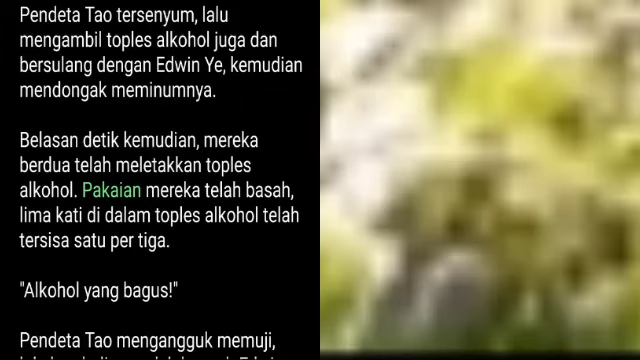 Pendeta Tao tersenyum, lalu
mengambil toples alkohol juga dan
bersulang dengan Edwin Ye, kemudian
mendongak meminumnya.
Belasan detik kemudian, mereka
berdua telah meletakkan toples
alkohol. Pakaian mereka telah basah,
lima kati di dalam toples alkohol telah
tersisa satu per tiga.
"Alkohol yang bagus!"
Pendeta Tao mengangguk memuji,